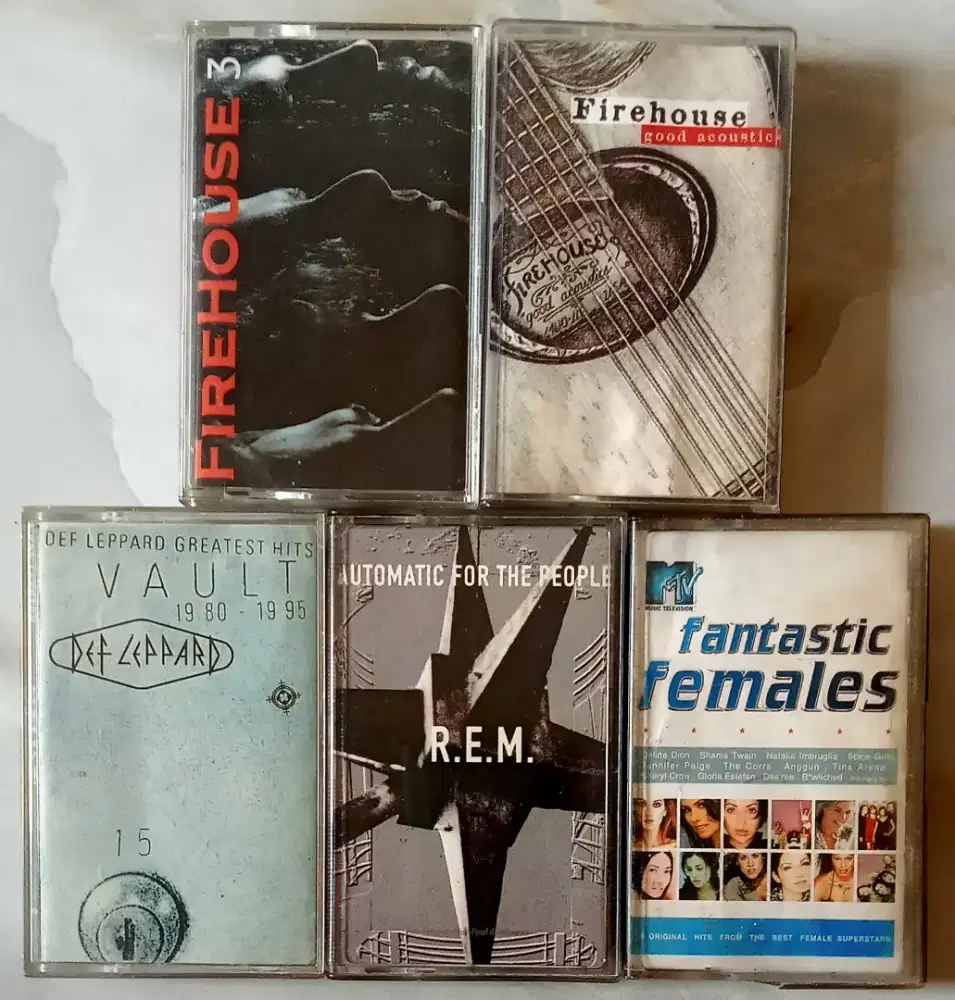 FIREHOUSE 3
Firehouse
good acoustic
FIREHOUSE
good acoustic
DEF LEPPARD GREATEST HITS
VAULT
1980 - 1995
DEF LEPPARD
15
AUTOMATIC FOR THE PEOPLE
R.E.M.
MTV
MUSIC TELEVISION
fantastic
females
Celine Dion Shania Twain Natalie Imbruglia Spice Girls
Jennifer Paige The Corrs Anggun Tina Arena
Sheryl Crow Gloria Estefan Des'ree B*witched
ORIGINAL HITS FROM THE BEST FEMALE SUPERSTARS